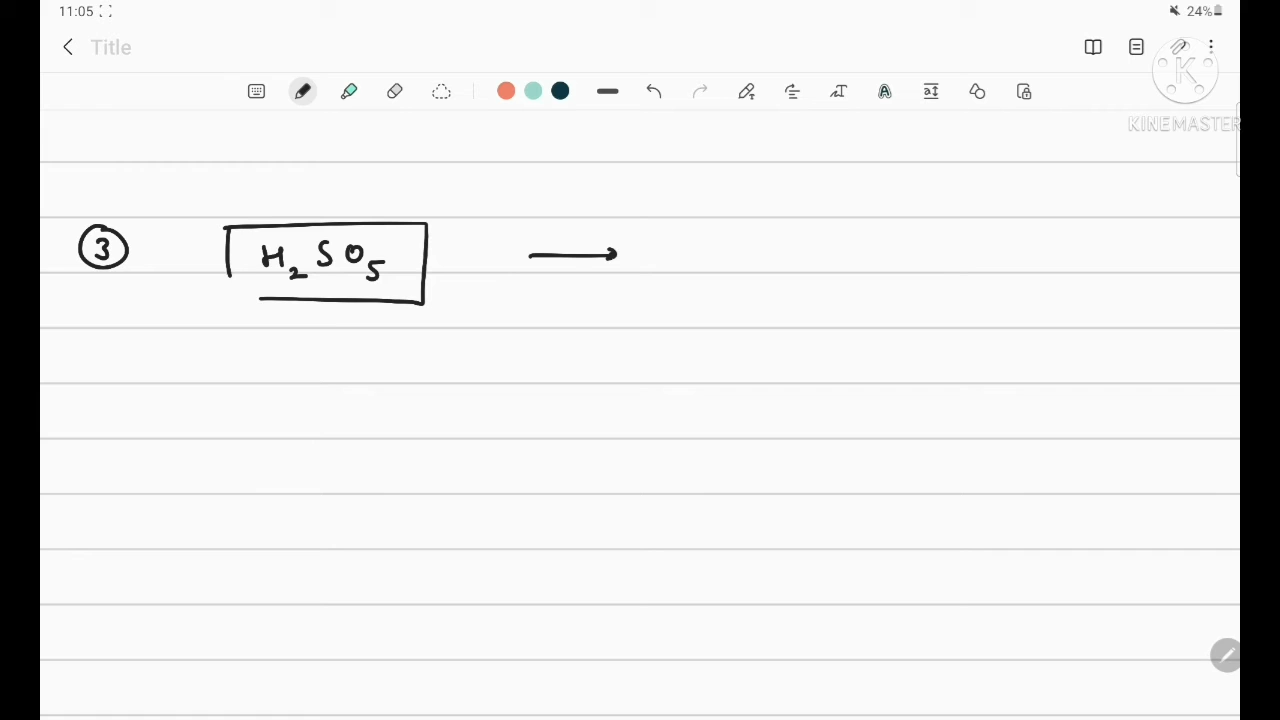 11:05 24%
Title
KINEMASTER
③ H₂SO₅ →